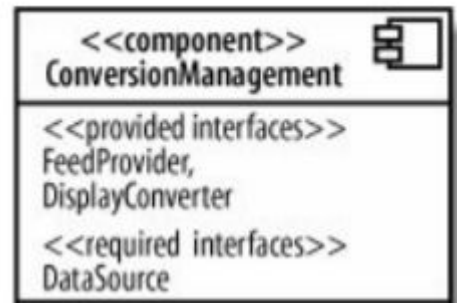 <<component>>
ConversionManagement
<<provided interfaces>>
FeedProvider,
DisplayConverter
<<required interfaces>>
DataSource